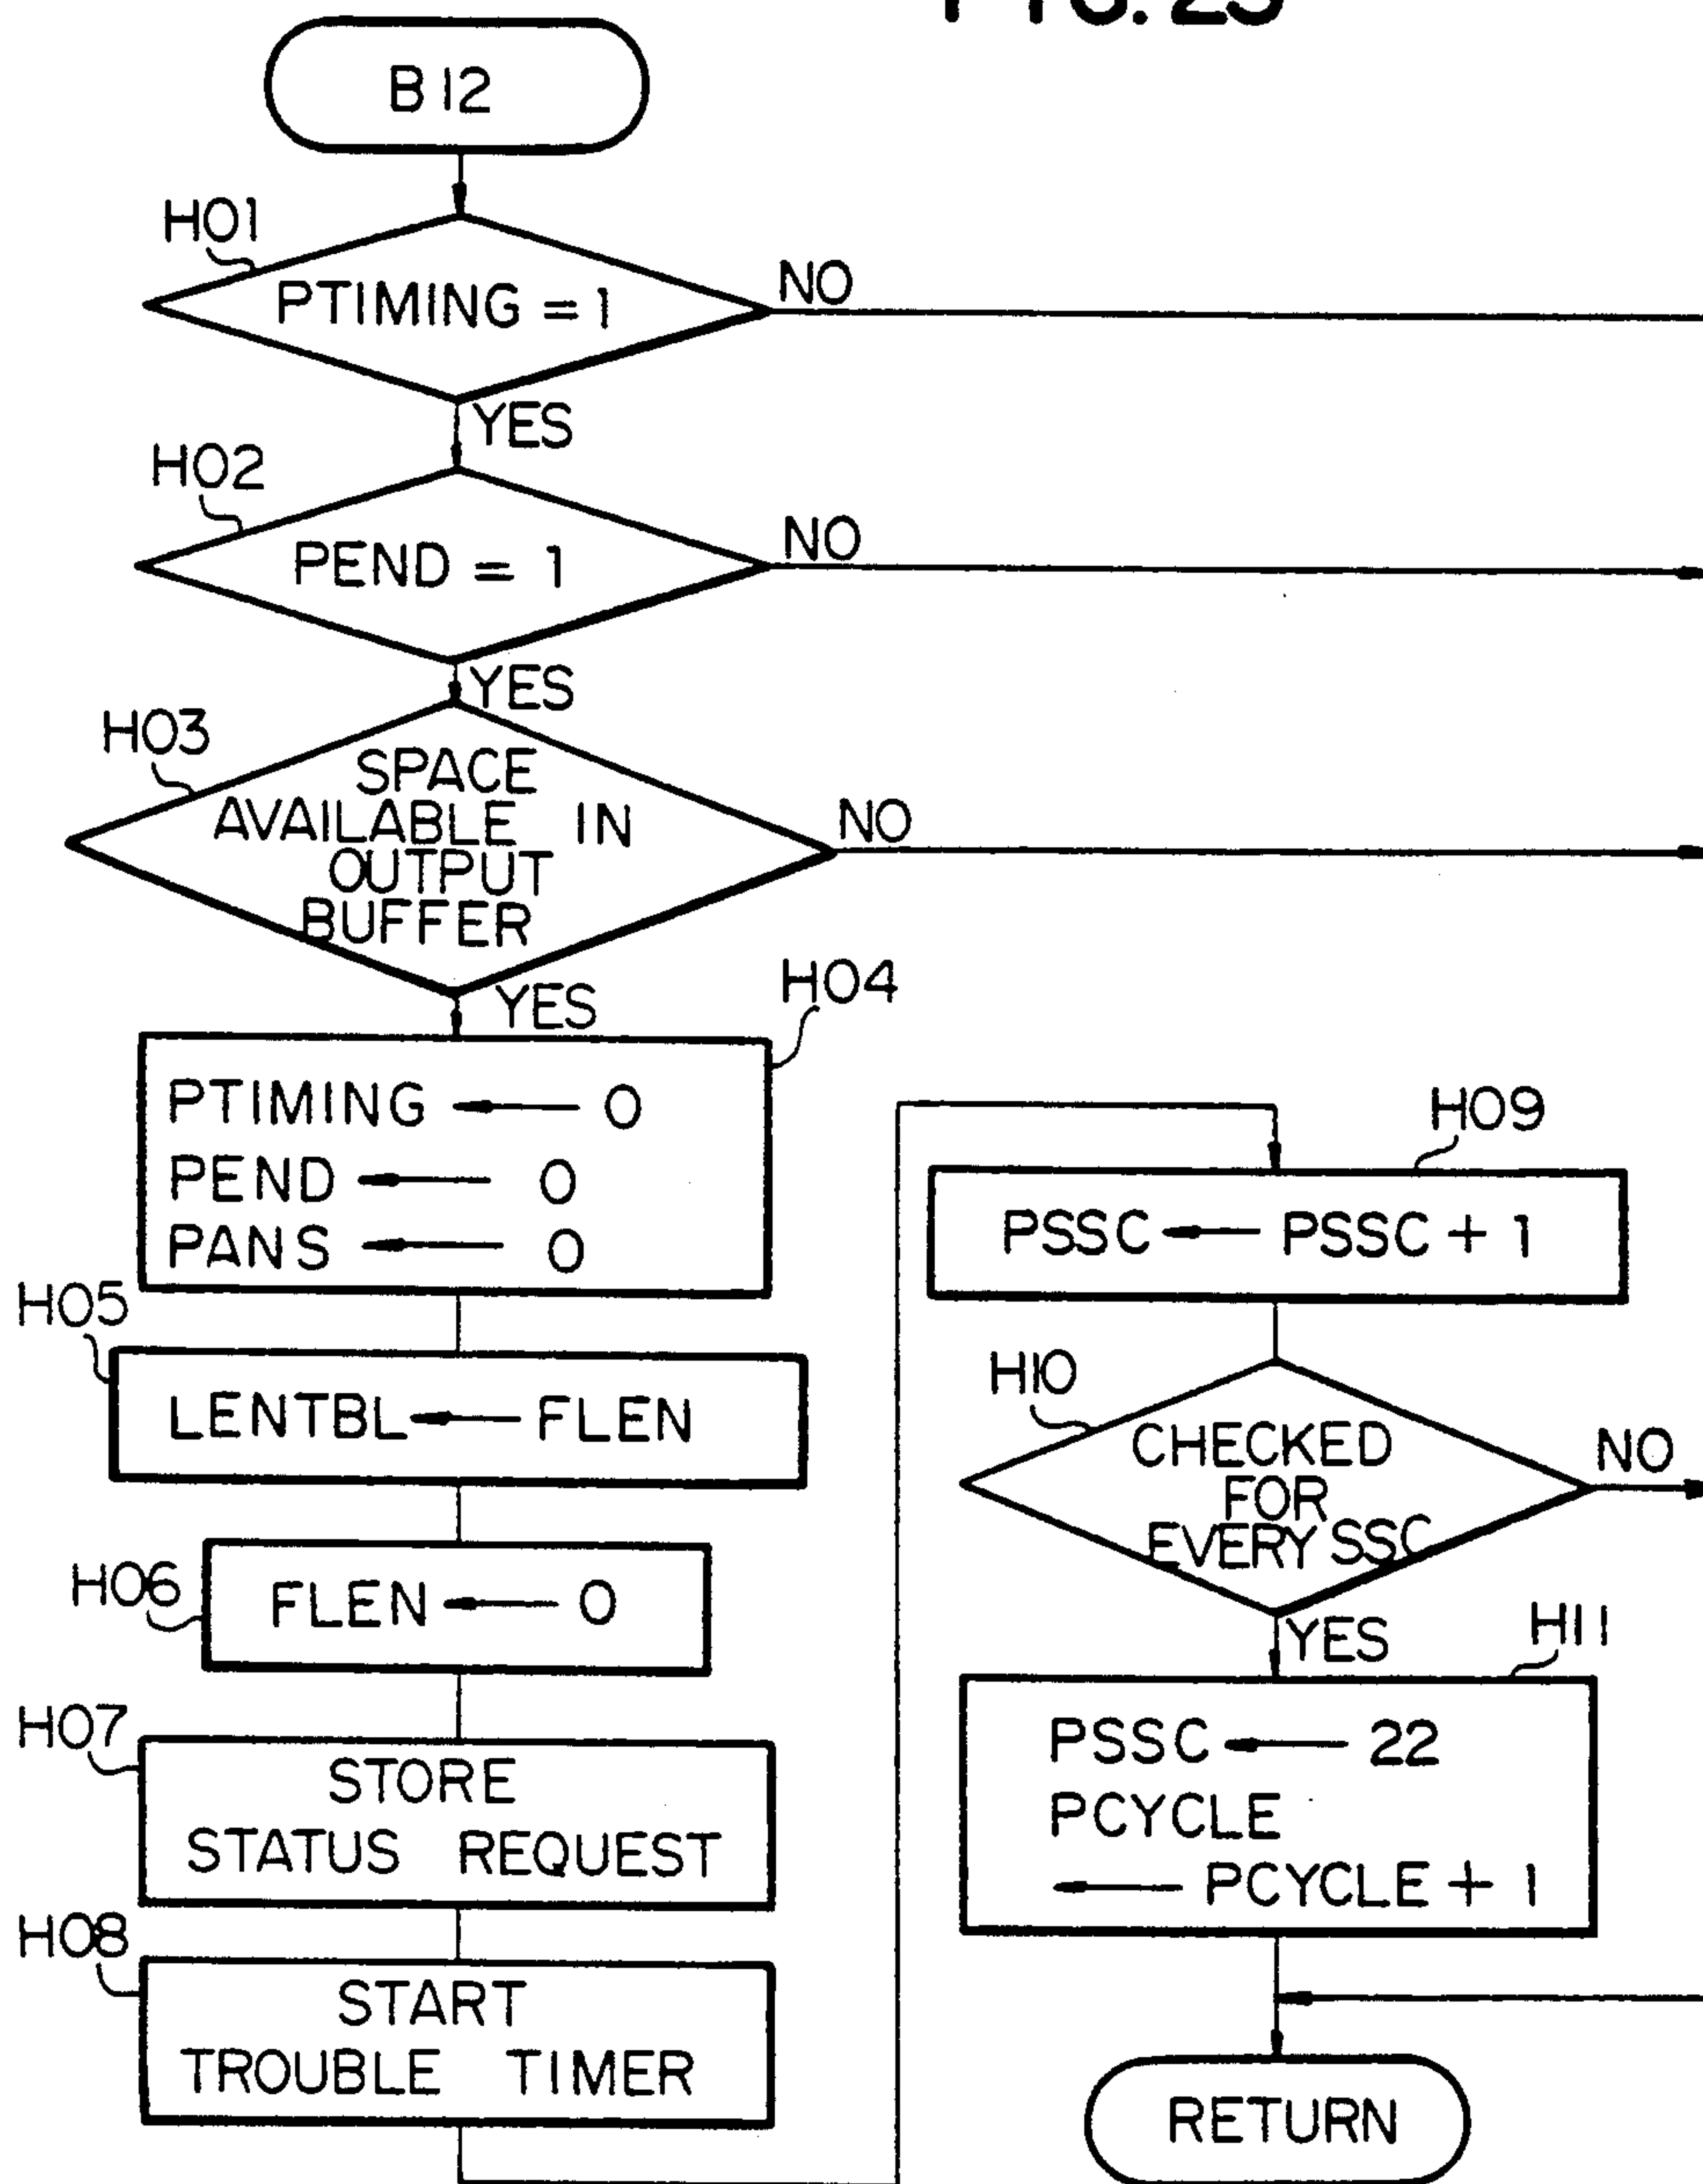 FIG. 25
B12
H01
PTIMING = 1
NO
YES
H02
PEND = 1
NO
YES
H03
SPACE
AVAILABLE IN
OUTPUT
BUFFER
NO
YES
H04
PTIMING ← 0
PEND ← 0
PANS ← 0
H05
LENTBL ← FLEN
H06
FLEN ← 0
H07
STORE
STATUS REQUEST
H08
START
TROUBLE TIMER
H09
PSSC ← PSSC + 1
H10
CHECKED
FOR
EVERY SSC
NO
YES
H11
PSSC ← 22
PCYCLE
← PCYCLE + 1
RETURN